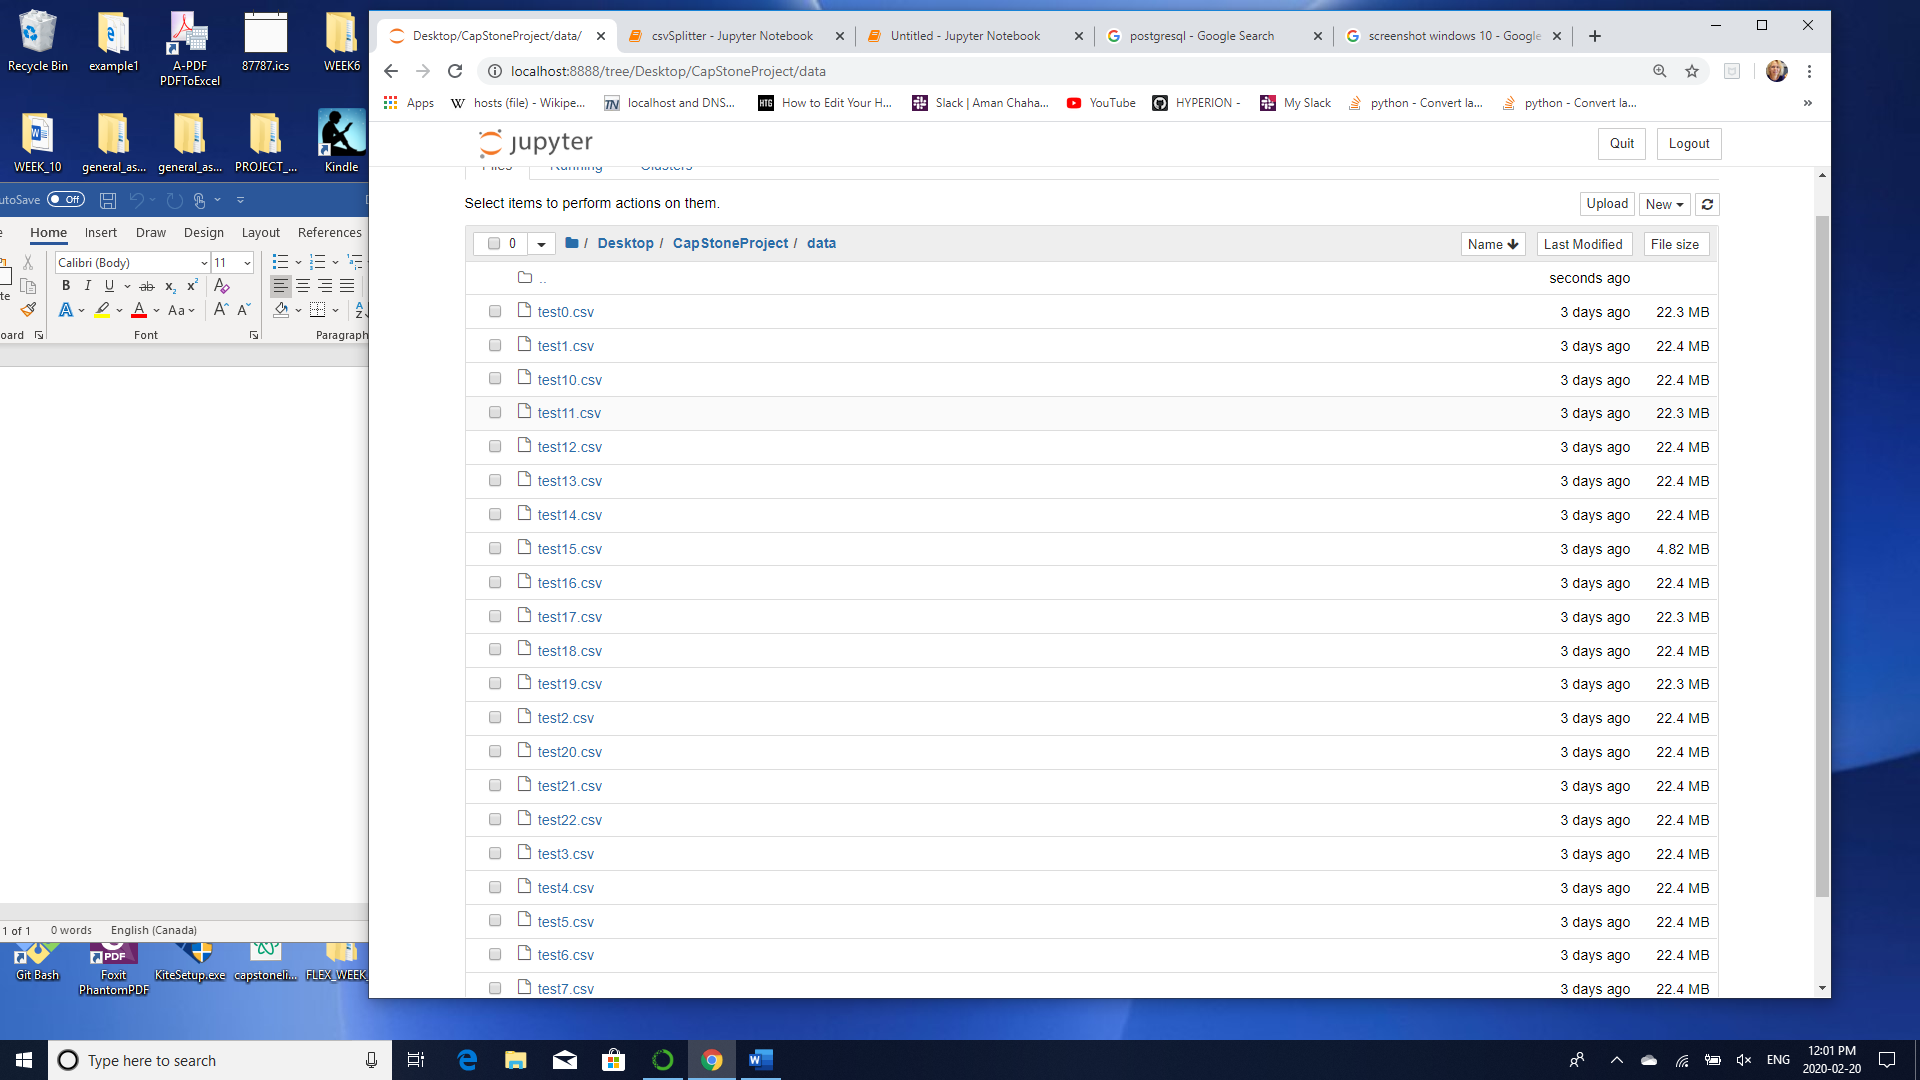 Recycle Bin
example1
A-PDF PDFToExcel
87787.ics
WEEK6
WEEK_10
general_as...
general_as...
PROJECT_...
Kindle
utoSave Off
Home Insert Draw Design Layout References
Calibri (Body) 11
B I U ab x₂ x²
Aa
oard Font Paragraph
1 of 1 0 words English (Canada)
Git Bash
Foxit PhantomPDF
KiteSetup.exe
capstoneli...
FLEX_WEEK_
Desktop/CapStoneProject/data/
csvSplitter - Jupyter Notebook
Untitled - Jupyter Notebook
postgresql - Google Search
screenshot windows 10 - Google
localhost:8888/tree/Desktop/CapStoneProject/data
Apps
hosts (file) - Wikipe...
localhost and DNS...
How to Edit Your H...
Slack | Aman Chaha...
YouTube
HYPERION -
My Slack
python - Convert la...
python - Convert la...
jupyter
Quit Logout
Files Running Clusters
Select items to perform actions on them.
Upload New
0 / Desktop / CapStoneProject / data
Name Last Modified File size
.. seconds ago
test0.csv 3 days ago 22.3 MB
test1.csv 3 days ago 22.4 MB
test10.csv 3 days ago 22.4 MB
test11.csv 3 days ago 22.3 MB
test12.csv 3 days ago 22.4 MB
test13.csv 3 days ago 22.4 MB
test14.csv 3 days ago 22.4 MB
test15.csv 3 days ago 4.82 MB
test16.csv 3 days ago 22.4 MB
test17.csv 3 days ago 22.3 MB
test18.csv 3 days ago 22.4 MB
test19.csv 3 days ago 22.3 MB
test2.csv 3 days ago 22.4 MB
test20.csv 3 days ago 22.4 MB
test21.csv 3 days ago 22.4 MB
test22.csv 3 days ago 22.4 MB
test3.csv 3 days ago 22.4 MB
test4.csv 3 days ago 22.4 MB
test5.csv 3 days ago 22.4 MB
test6.csv 3 days ago 22.4 MB
test7.csv 3 days ago 22.4 MB
Type here to search
ENG
12:01 PM
2020-02-20